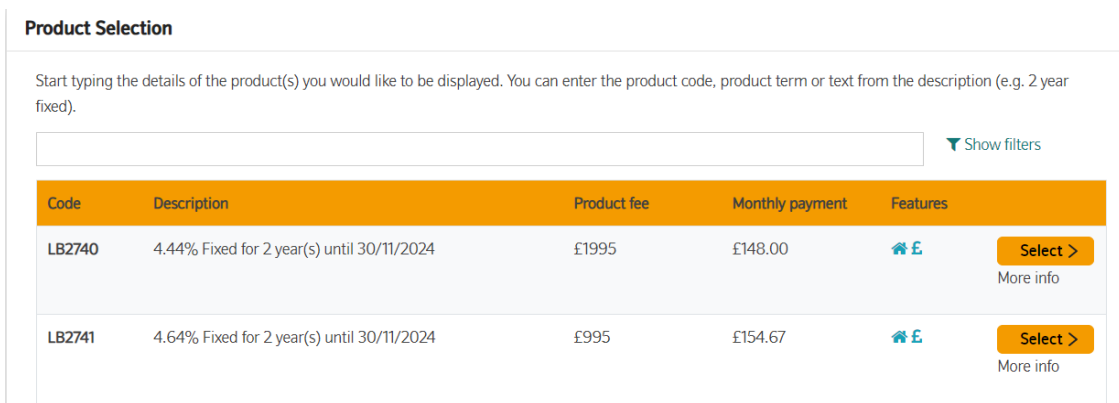 Product Selection
Start typing the details of the product(s) you would like to be displayed. You can enter the product code, product term or text from the description (e.g. 2 year
fixed).
Show filters
Code Description Product fee Monthly payment Features
LB2740 4.44% Fixed for 2 year(s) until 30/11/2024 £1995 £148.00 £ Select >
More info
LB2741 4.64% Fixed for 2 year(s) until 30/11/2024 £995 £154.67 £ Select >
More info